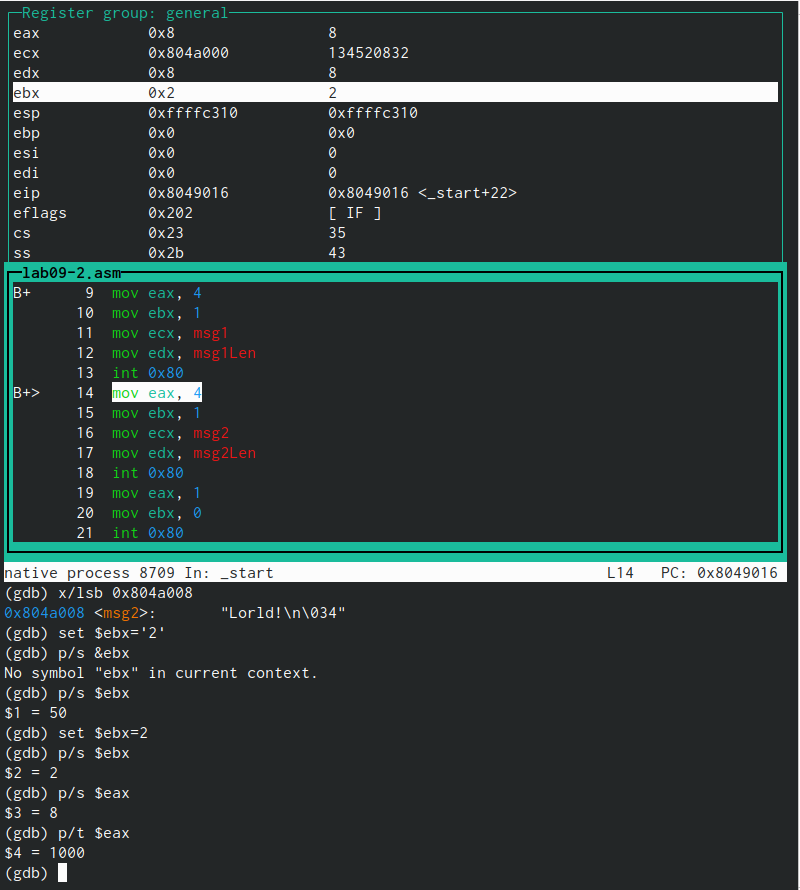 Register group: general
eax 0x8 8
ecx 0x804a000 134520832
edx 0x8 8
ebx 0x2 2
esp 0xffffc310 0xffffc310
ebp 0x0 0x0
esi 0x0 0
edi 0x0 0
eip 0x8049016 0x8049016 <_start+22>
eflags 0x202 [ IF ]
cs 0x23 35
ss 0x2b 43
lab09-2.asm
B+ 9 mov eax, 4
10 mov ebx, 1
11 mov ecx, msg1
12 mov edx, msg1Len
13 int 0x80
B+> 14 mov eax, 4
15 mov ebx, 1
16 mov ecx, msg2
17 mov edx, msg2Len
18 int 0x80
19 mov eax, 1
20 mov ebx, 0
21 int 0x80
native process 8709 In: _start L14 PC: 0x8049016
(gdb) x/lsb 0x804a008
0x804a008 <msg2>: "Lorld!\n\034"
(gdb) set $ebx='2'
(gdb) p/s &ebx
No symbol "ebx" in current context.
(gdb) p/s $ebx
$1 = 50
(gdb) set $ebx=2
(gdb) p/s $ebx
$2 = 2
(gdb) p/s $eax
$3 = 8
(gdb) p/t $eax
$4 = 1000
(gdb)